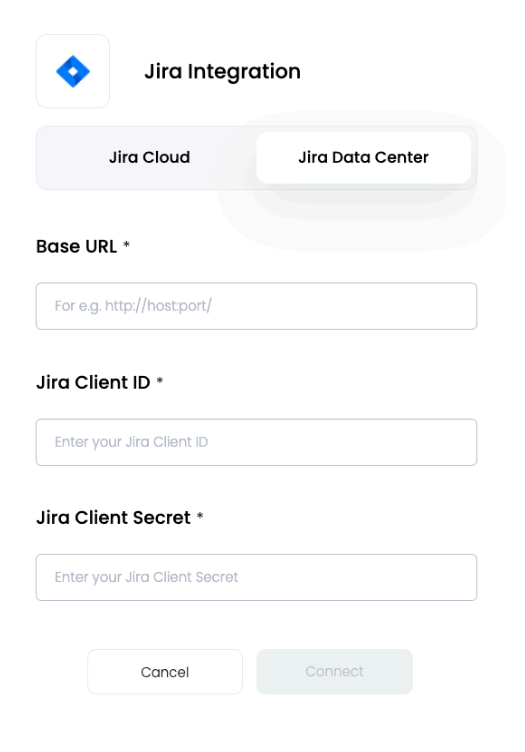 Jira Integration
Jira Cloud
Jira Data Center
Base URL *
For e.g. http://host:port/
Jira Client ID *
Enter your Jira Client ID
Jira Client Secret *
Enter your Jira Client Secret
Cancel
Connect